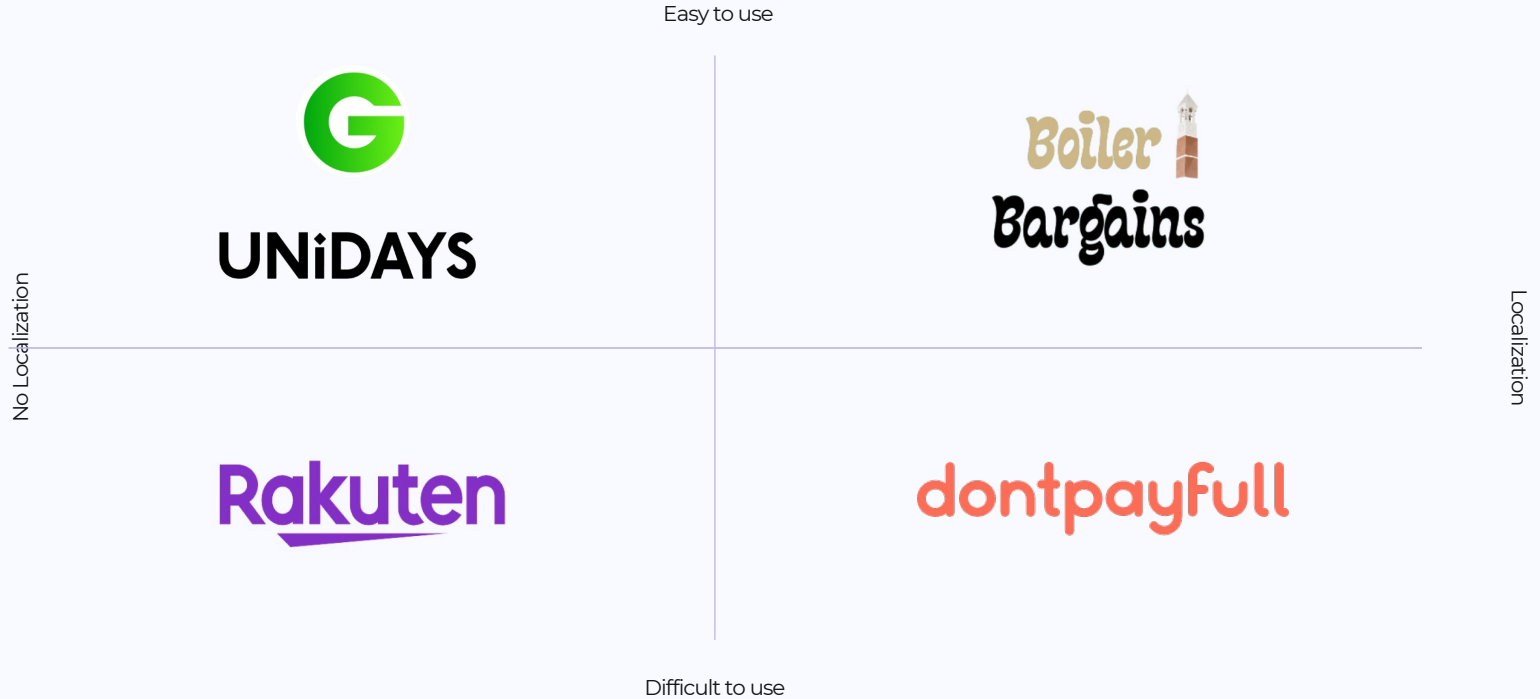 Easy to use
G
Boiler
Bargains
UNiDAYS
No Localization
Localization
Rakuten
dontpayfull
Difficult to use